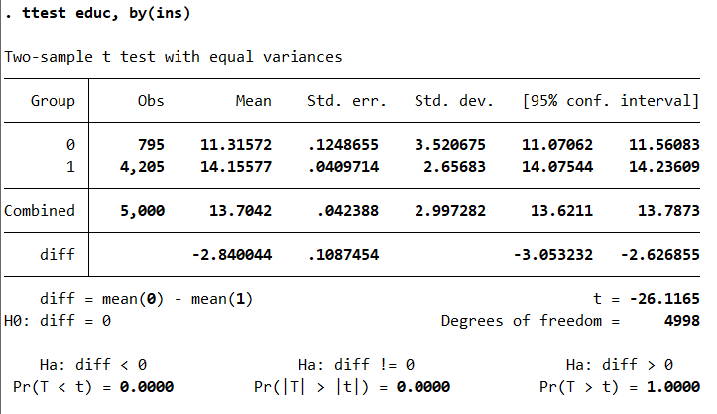 . ttest educ, by(ins)
Two-sample t test with equal variances
Group Obs Mean Std. err. Std. dev. [95% conf. interval]
0 795 11.31572 .1248655 3.520675 11.07062 11.56083
1 4,205 14.15577 .0409714 2.65683 14.07544 14.23609
Combined 5,000 13.7042 .042388 2.997282 13.6211 13.7873
diff -2.840044 .1087454 -3.053232 -2.626855
diff = mean(0) - mean(1) t = -26.1165
H0: diff = 0 Degrees of freedom = 4998
Ha: diff < 0 Ha: diff != 0 Ha: diff > 0
Pr(T < t) = 0.0000 Pr(|T| > |t|) = 0.0000 Pr(T > t) = 1.0000